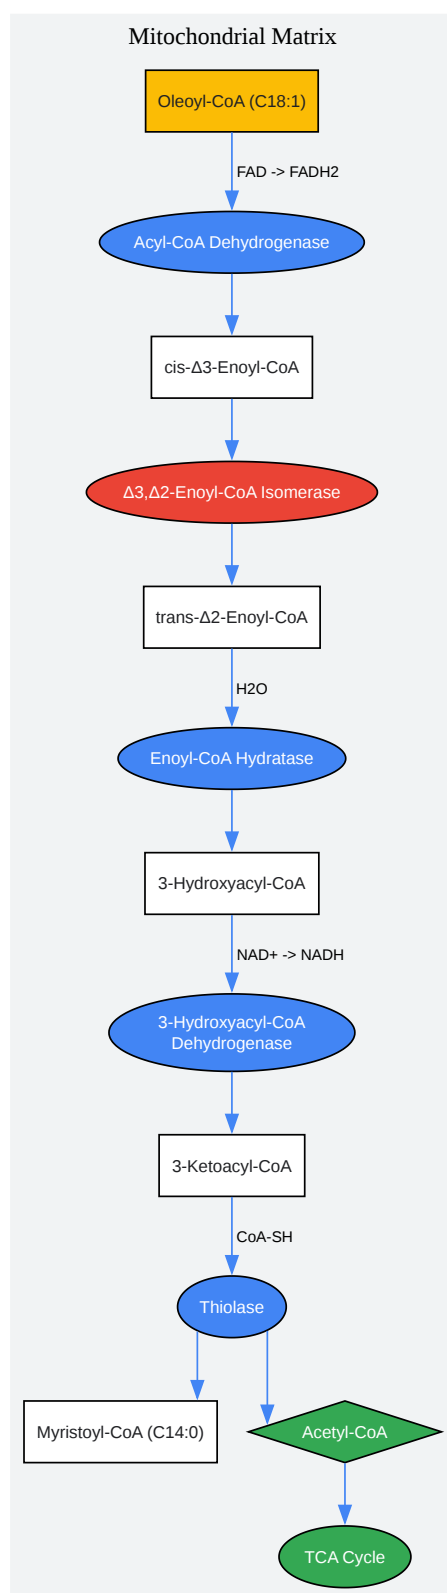 Mitochondrial Matrix
Oleoyl-CoA (C18:1)
FAD -> FADH2
Acyl-CoA Dehydrogenase
cis-Δ3-Enoyl-CoA
Δ3,Δ2-Enoyl-CoA Isomerase
trans-Δ2-Enoyl-CoA
H2O
Enoyl-CoA Hydratase
3-Hydroxyacyl-CoA
NAD+ -> NADH
3-Hydroxyacyl-CoA
Dehydrogenase
3-Ketoacyl-CoA
CoA-SH
Thiolase
Myristoyl-CoA (C14:0)
Acetyl-CoA
TCA Cycle